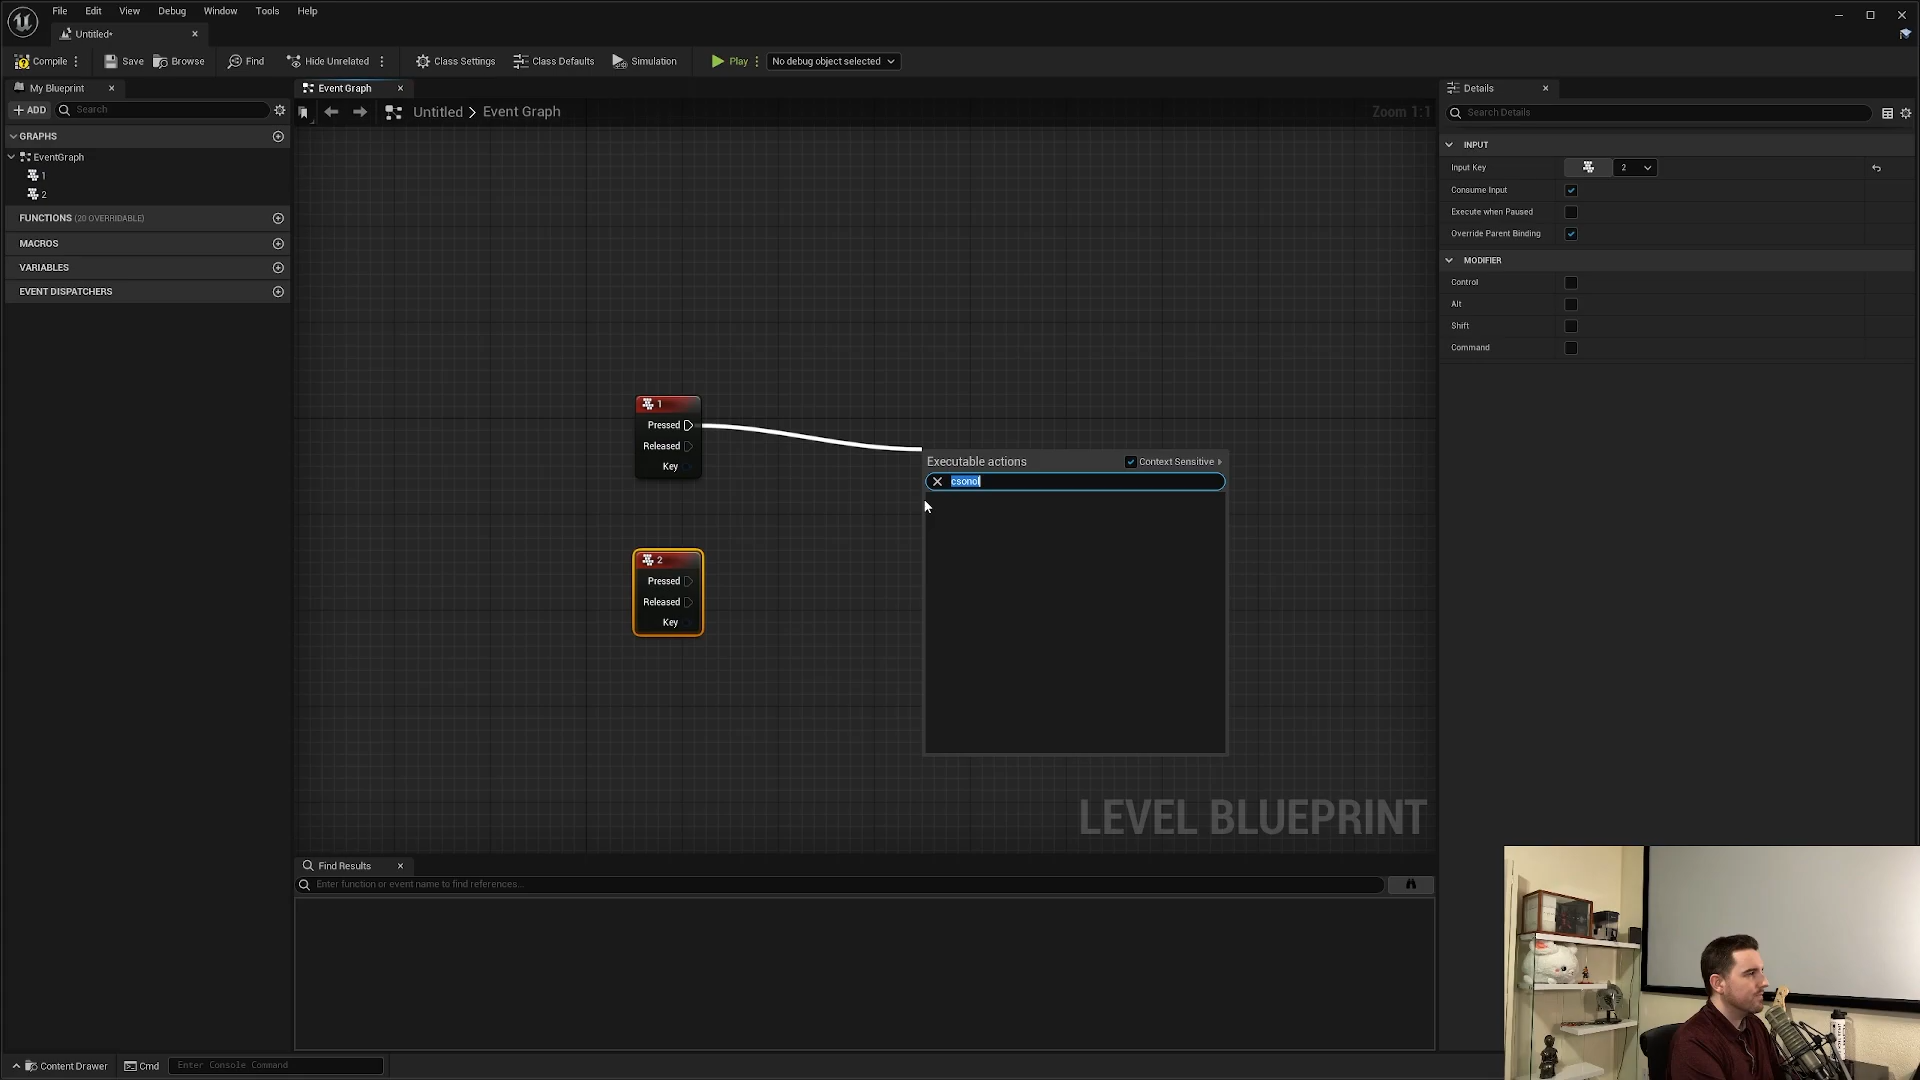 File Edit View Window Tools Help
Untitled*
Compile Save Browse Find Hide Unrelated Class Settings Class Defaults Simulation Play No debug object selected
My Blueprint
ADD Search
GRAPHS
EventGraph
1
2
FUNCTIONS (20 OVERRIDABLE)
MACROS
VARIABLES
EVENT DISPATCHERS
Event Graph
Untitled > Event Graph
Zoom 1:1
1
Pressed
Released
Key
2
Pressed
Released
Key
Executable actions Context Sensitive
csonol
LEVEL BLUEPRINT
Find Results
Enter function or event name to find references...
Details
Search Details
INPUT
Input Key 2
Consume Input
Execute when Paused
Override Parent Binding
MODIFIER
Control
Alt
Shift
Command
Content Drawer Cmd Enter Console Command